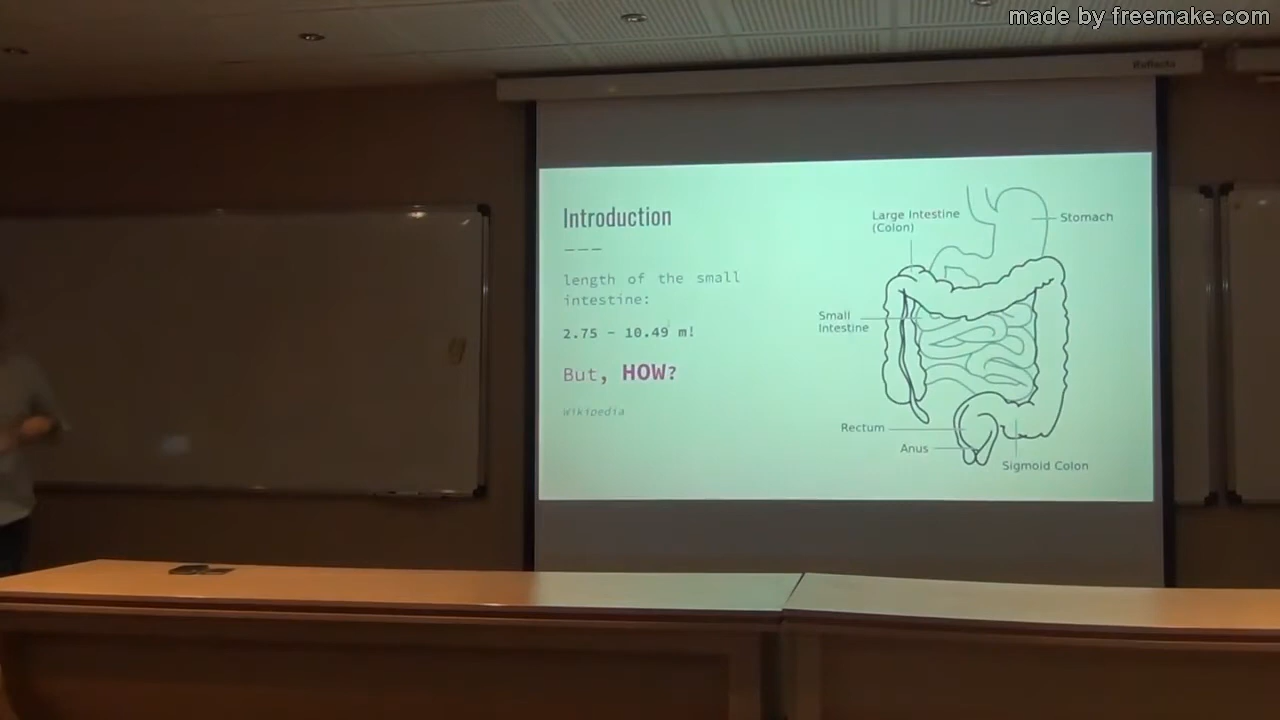 made by freemake.com
Reflecta
Introduction
———
length of the small
intestine:
2.75 - 10.49 m!
But, HOW?
Wikipedia
Large Intestine
(Colon)
Stomach
Small
Intestine
Rectum
Anus
Sigmoid Colon